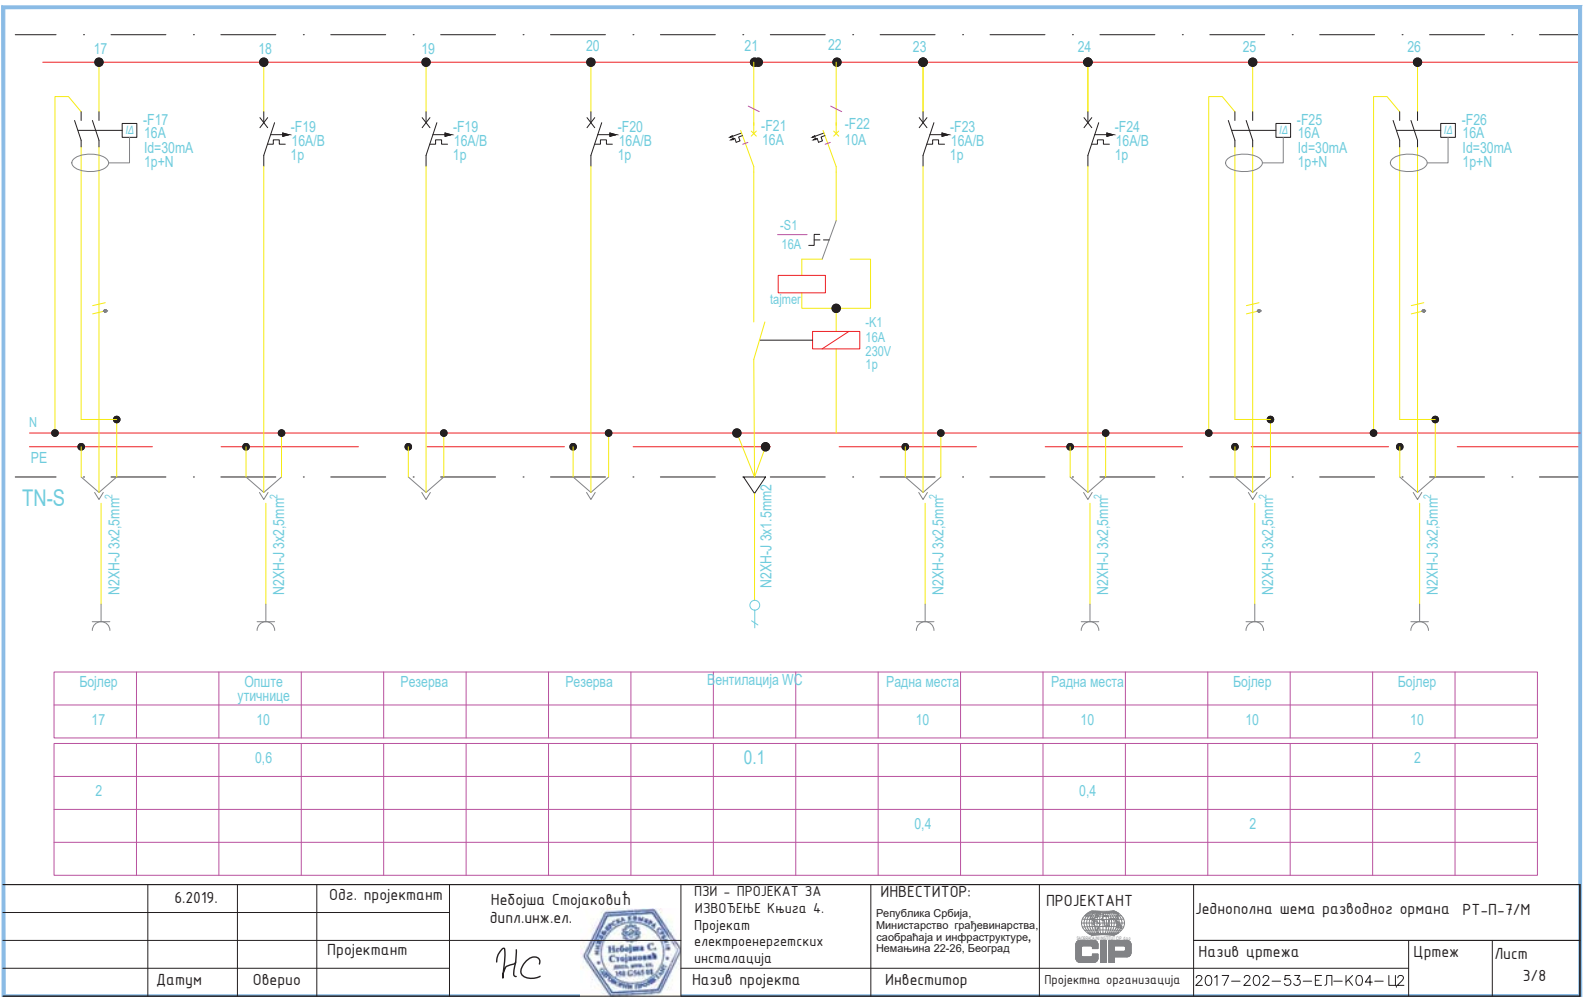 17 18 19 20 21 22 23 24 25 26
-F17
16A
Id=30mA
1p+N
-F19
16A/B
1p
-F19
16A/B
1p
-F20
16A/B
1p
-F21
16A
-F22
10A
-F23
16A/B
1p
-F24
16A/B
1p
-F25
16A
Id=30mA
1p+N
-F26
16A
Id=30mA
1p+N
IΔ
IΔ
IΔ
-S1
16A
tajmer
-K1
16A
230V
1p
N
PE
TN-S
N2XH-J 3x2,5mm²
N2XH-J 3x2,5mm²
N2XH-J 3x1.5mm2
N2XH-J 3x2,5mm²
N2XH-J 3x2,5mm²
N2XH-J 3x2,5mm²
N2XH-J 3x2,5mm²
Бојлер Опште утичнице Резерва Резерва Вентилација WC Радна места Радна места Бојлер Бојлер
17 10 10 10 10 10
0,6 0.1 2
2 0,4
0,4 2
6.2019.
Датум
Оверио
Одг. пројектант
Пројектант
Небојша Стојаковић
дипл.инж.ел.
НС
Небојша С.
Стојаковић
ПЗИ - ПРОЈЕКАТ ЗА
ИЗВОЂЕЊЕ Књига 4.
Пројекат
електроенергетских
инсталација
Назив пројекта
ИНВЕСТИТОР:
Република Србија,
Министарство грађевинарства,
саобраћаја и инфраструктуре,
Немањина 22-26, Београд
Инвеститор
ПРОЈЕКТАНТ
CIP
Пројектна организација
Једнополна шема разводног ормана РТ-П-7/М
Назив цртежа
Цртеж
Лист
2017-202-53-ЕЛ-К04-Ц2
3/8